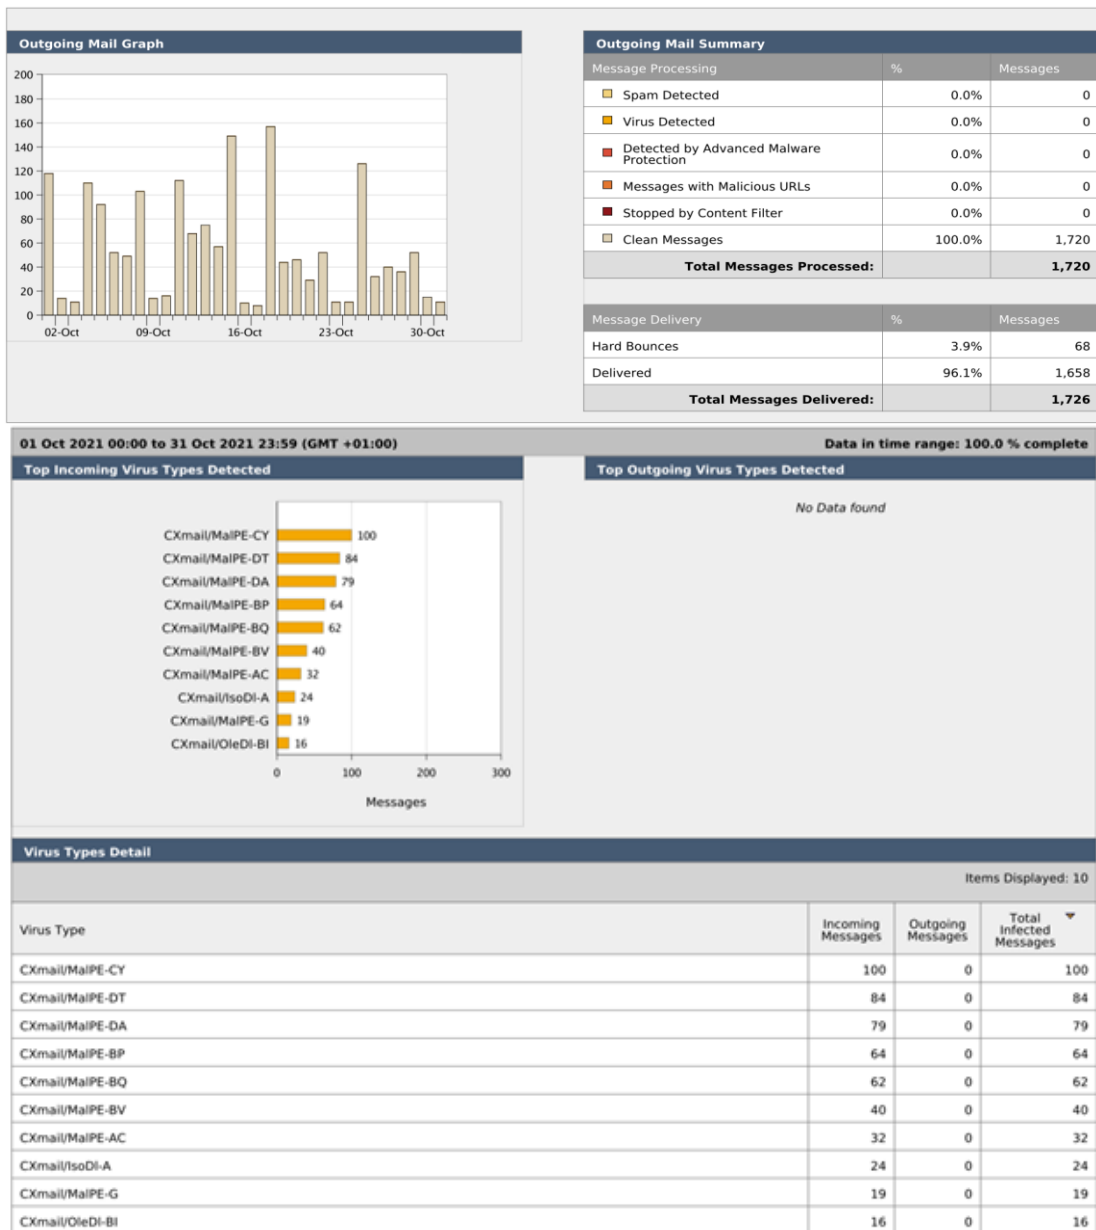 Outgoing Mail Graph
200
180
160
140
120
100
80
60
40
20
0
02-Oct 09-Oct 16-Oct 23-Oct 30-Oct
Outgoing Mail Summary
Message Processing % Messages
Spam Detected 0.0% 0
Virus Detected 0.0% 0
Detected by Advanced Malware
Protection 0.0% 0
Messages with Malicious URLs 0.0% 0
Stopped by Content Filter 0.0% 0
Clean Messages 100.0% 1,720
Total Messages Processed: 1,720
Message Delivery % Messages
Hard Bounces 3.9% 68
Delivered 96.1% 1,658
Total Messages Delivered: 1,726
01 Oct 2021 00:00 to 31 Oct 2021 23:59 (GMT +01:00) Data in time range: 100.0 % complete
Top Incoming Virus Types Detected
CXmail/MalPE-CY 100
CXmail/MalPE-DT 84
CXmail/MalPE-DA 79
CXmail/MalPE-BP 64
CXmail/MalPE-BQ 62
CXmail/MalPE-BV 40
CXmail/MalPE-AC 32
CXmail/IsoDl-A 24
CXmail/MalPE-G 19
CXmail/OleDl-BI 16
0 100 200 300
Messages
Top Outgoing Virus Types Detected
No Data found
Virus Types Detail
Items Displayed: 10
Virus Type Incoming Messages Outgoing Messages Total Infected Messages
CXmail/MalPE-CY 100 0 100
CXmail/MalPE-DT 84 0 84
CXmail/MalPE-DA 79 0 79
CXmail/MalPE-BP 64 0 64
CXmail/MalPE-BQ 62 0 62
CXmail/MalPE-BV 40 0 40
CXmail/MalPE-AC 32 0 32
CXmail/IsoDl-A 24 0 24
CXmail/MalPE-G 19 0 19
CXmail/OleDl-BI 16 0 16